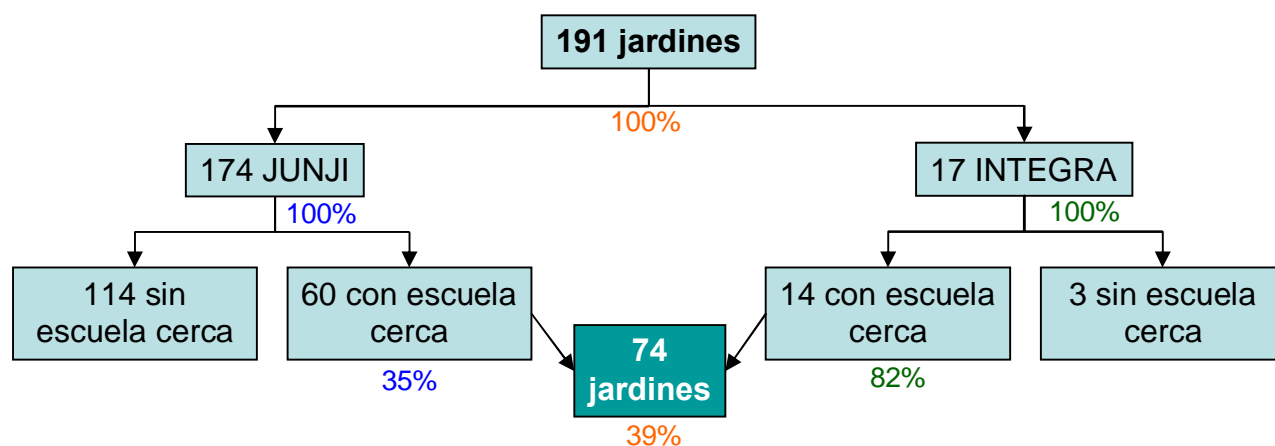 191 jardines
100%
174 JUNJI
17 INTEGRA
100%
100%
114 sin
escuela cerca
60 con escuela
cerca
14 con escuela
cerca
3 sin escuela
cerca
74
jardines
35%
82%
39%